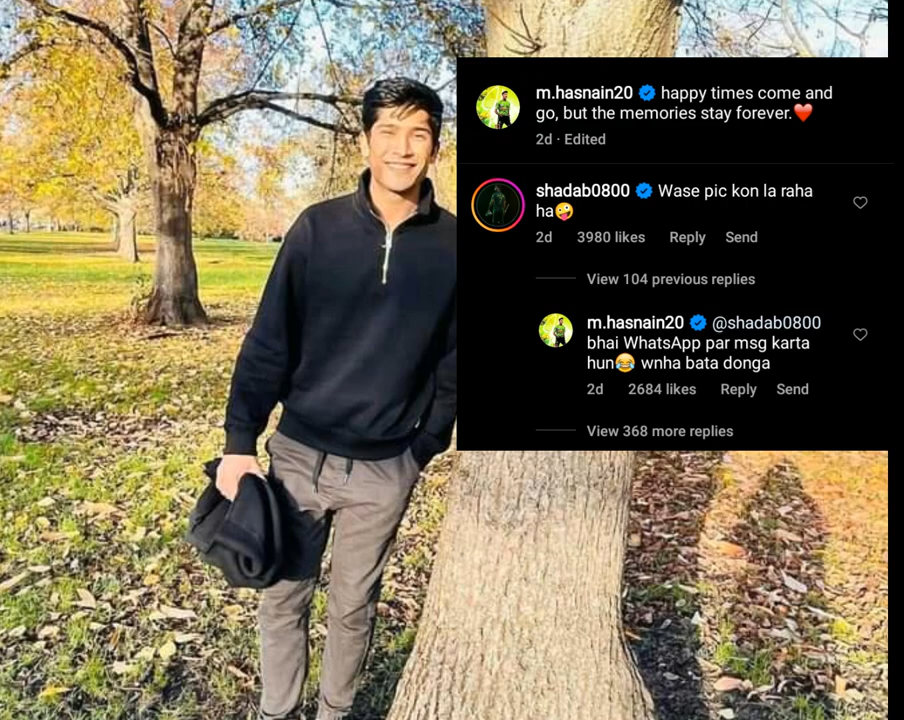 m.hasnain20 happy times come and
go, but the memories stay forever.❤️
2d · Edited
shadab0800 Wase pic kon la raha
ha🤪
2d 3980 likes Reply Send
View 104 previous replies
m.hasnain20 @shadab0800
bhai WhatsApp par msg karta
hun😂 wnha bata donga
2d 2684 likes Reply Send
View 368 more replies